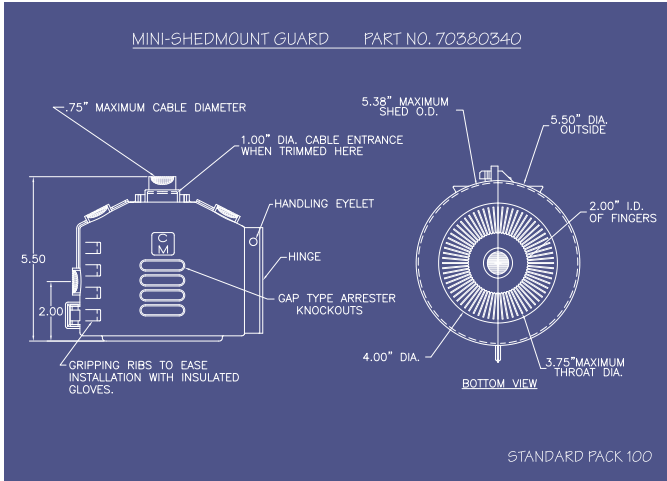 MINI-SHEDMOUNT GUARD PART NO. 70380340
.75" MAXIMUM CABLE DIAMETER
1.00" DIA. CABLE ENTRANCE
WHEN TRIMMED HERE
HANDLING EYELET
HINGE
GAP TYPE ARRESTER
KNOCKOUTS
C
M
5.50
2.00
GRIPPING RIBS TO EASE
INSTALLATION WITH INSULATED
GLOVES.
5.38" MAXIMUM
SHED O.D.
5.50" DIA.
OUTSIDE
2.00" I.D.
OF FINGERS
4.00" DIA.
3.75"MAXIMUM
THROAT DIA.
BOTTOM VIEW
STANDARD PACK 100